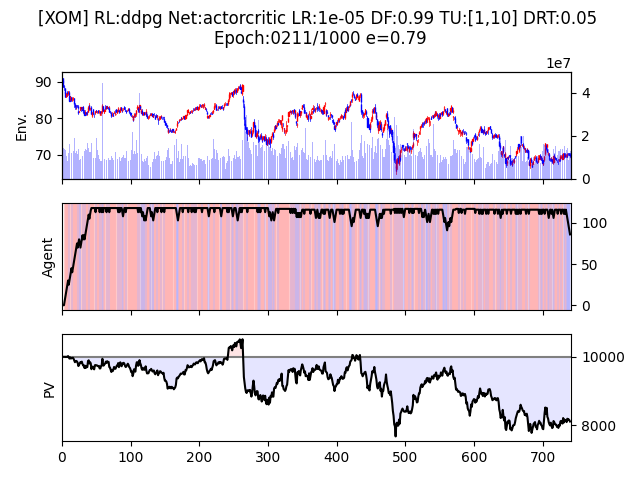 [XOM] RL:ddpg Net:actorcritic LR:1e-05 DF:0.99 TU:[1,10] DRT:0.05
Epoch:0211/1000 e=0.79
1e7
90
80
70
Env.
4
2
0
Agent
100
50
0
PV
10000
8000
0 100 200 300 400 500 600 700